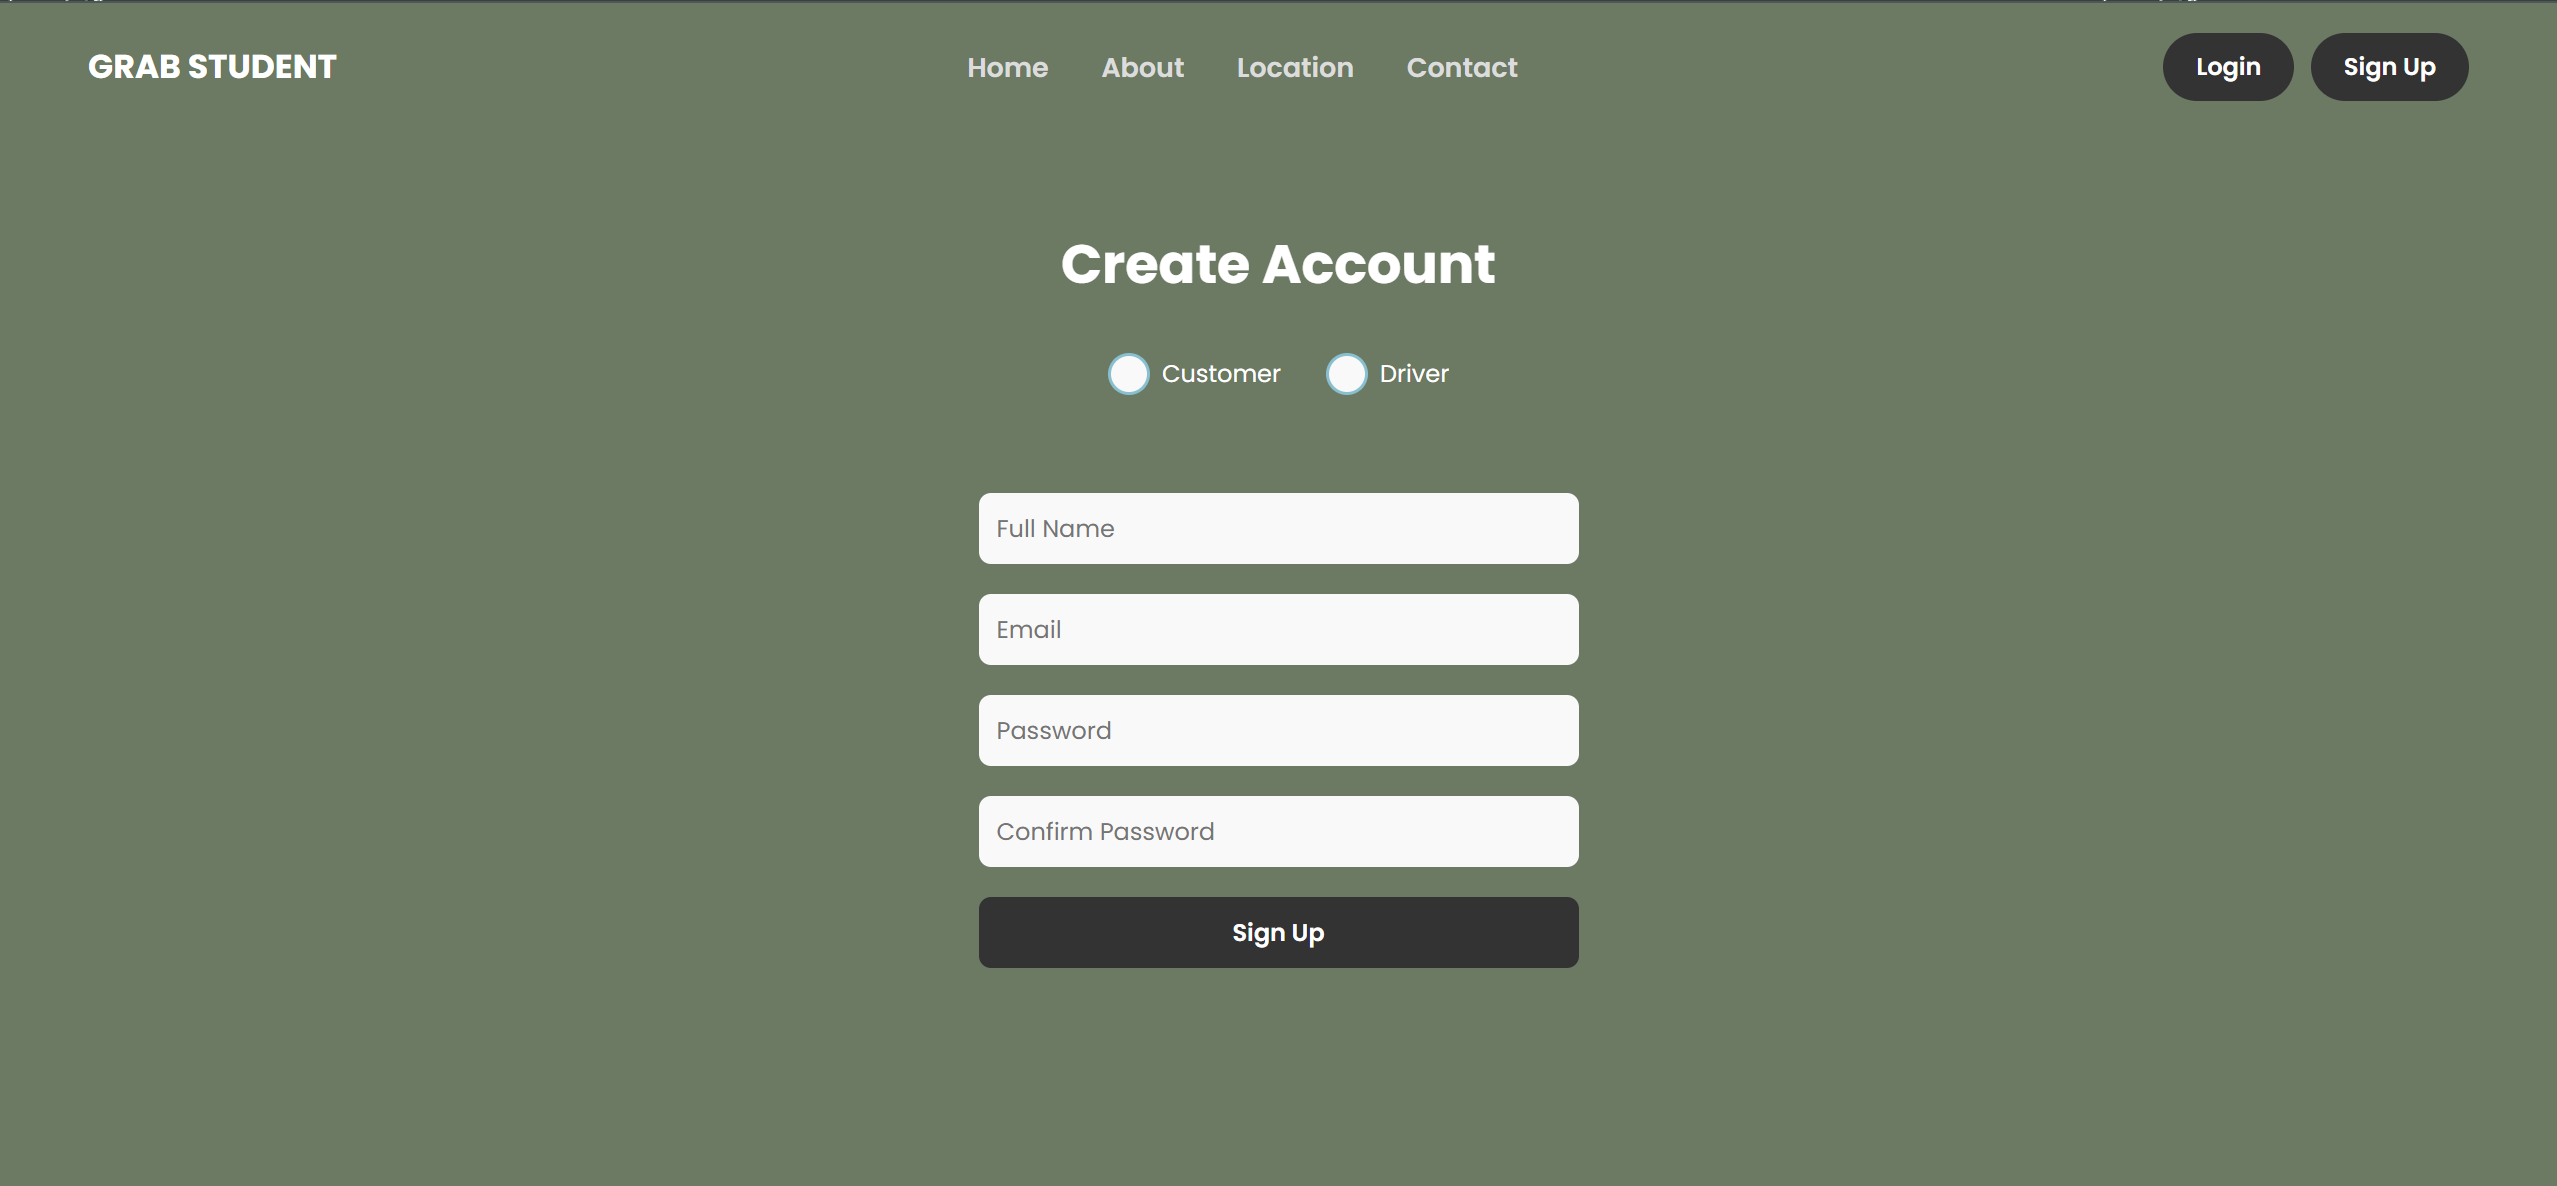 GRAB STUDENT Home About Location Contact Login Sign Up
Create Account
Customer Driver
Full Name
Email
Password
Confirm Password
Sign Up